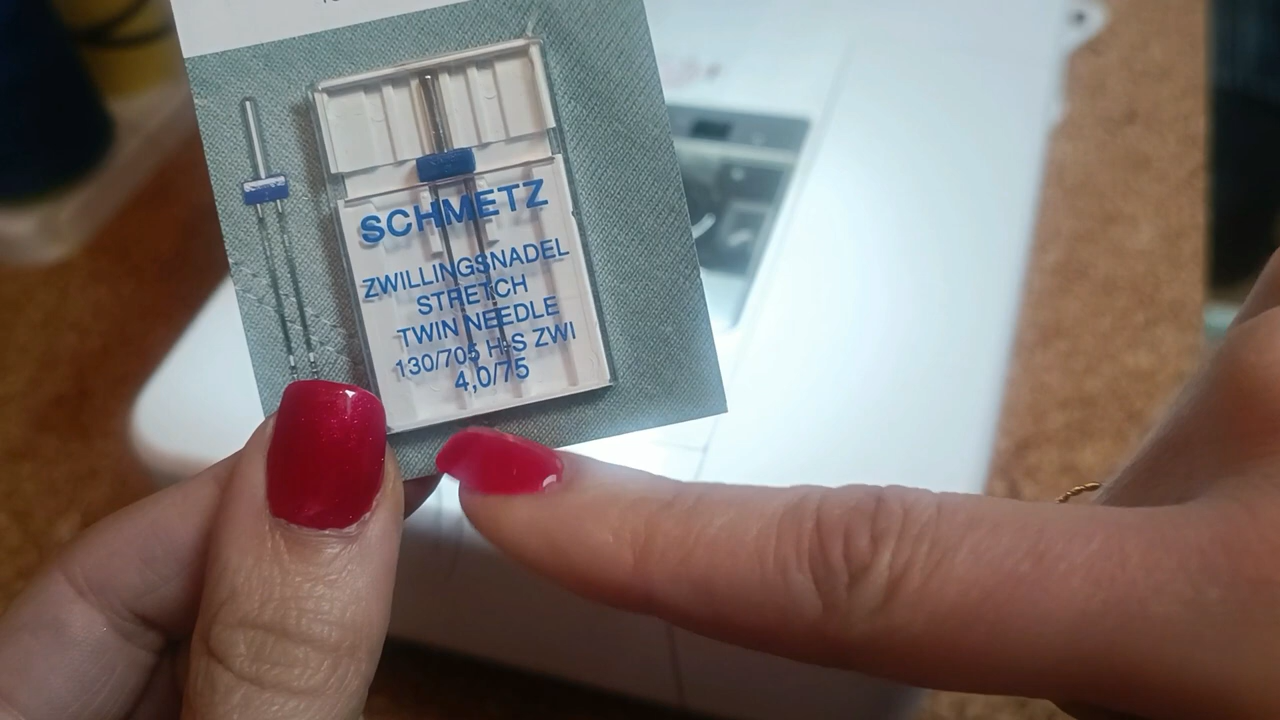 SCHMETZ
ZWILLINGSNADEL
STRETCH
TWIN NEEDLE
130/705 H-S ZWI
4,0/75